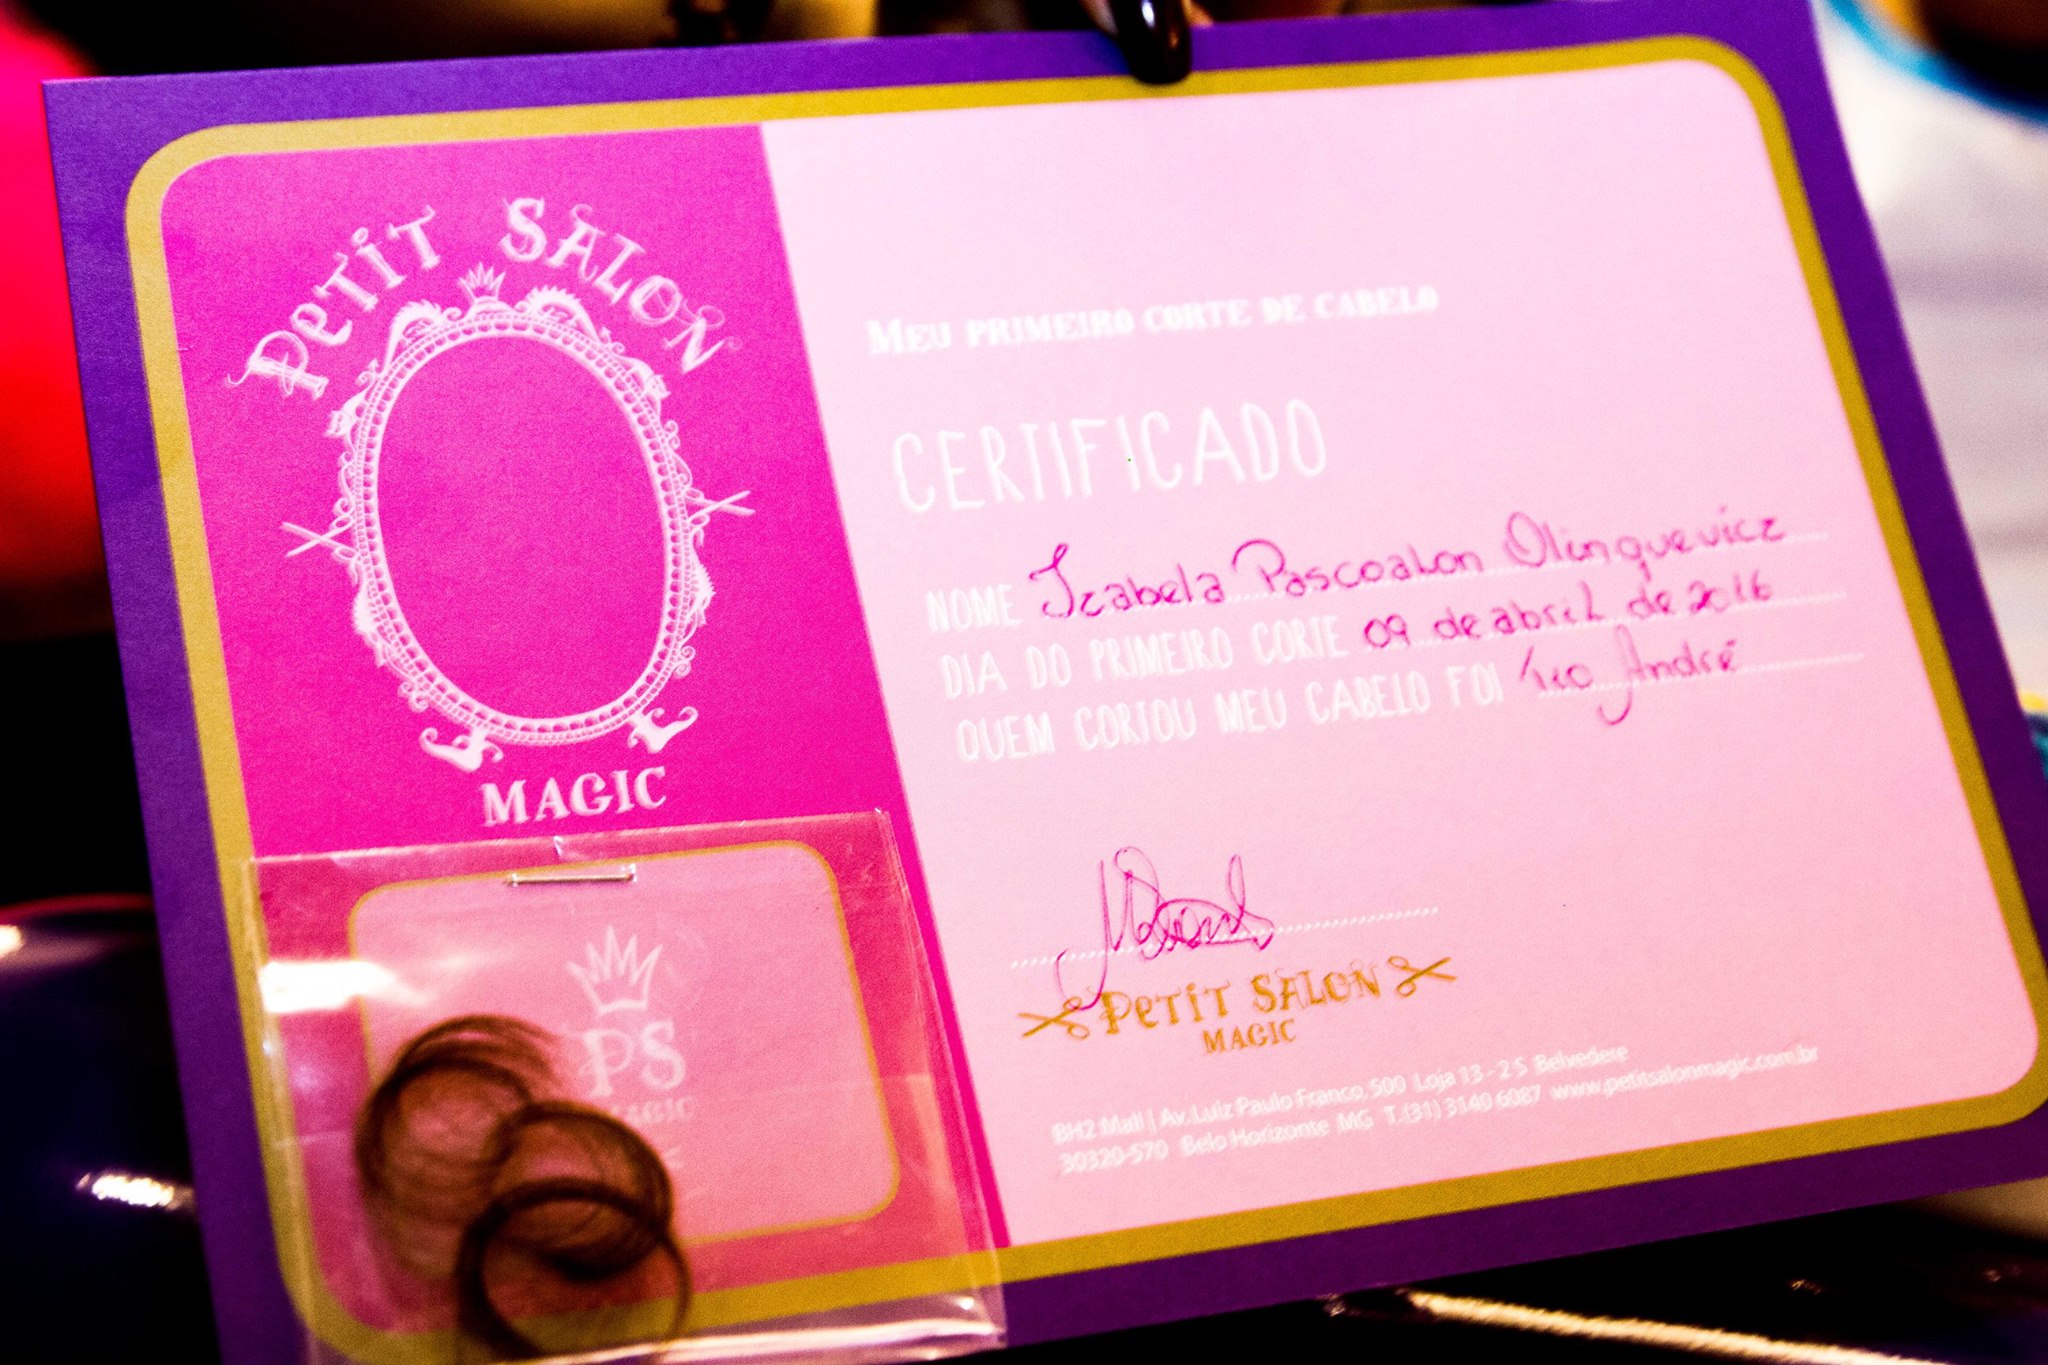 PETIT SALON
MAGIC
PS
MAGIC
MEU PRIMEIRO CORTE DE CABELO
CERTIFICADO
NOME Izabela Pascoalon Olinquevicz
DIA DO PRIMEIRO CORTE 09 de abril de 2016
QUEM CORTOU MEU CABELO FOI Tio André
PETIT SALON
MAGIC
BH2 Mall | Av. Luiz Paulo Franco, 500 Loja 13 - 2S Belvedere
30320-570 Belo Horizonte MG T.(31) 3140 6087 www.petitsalonmagic.com.br